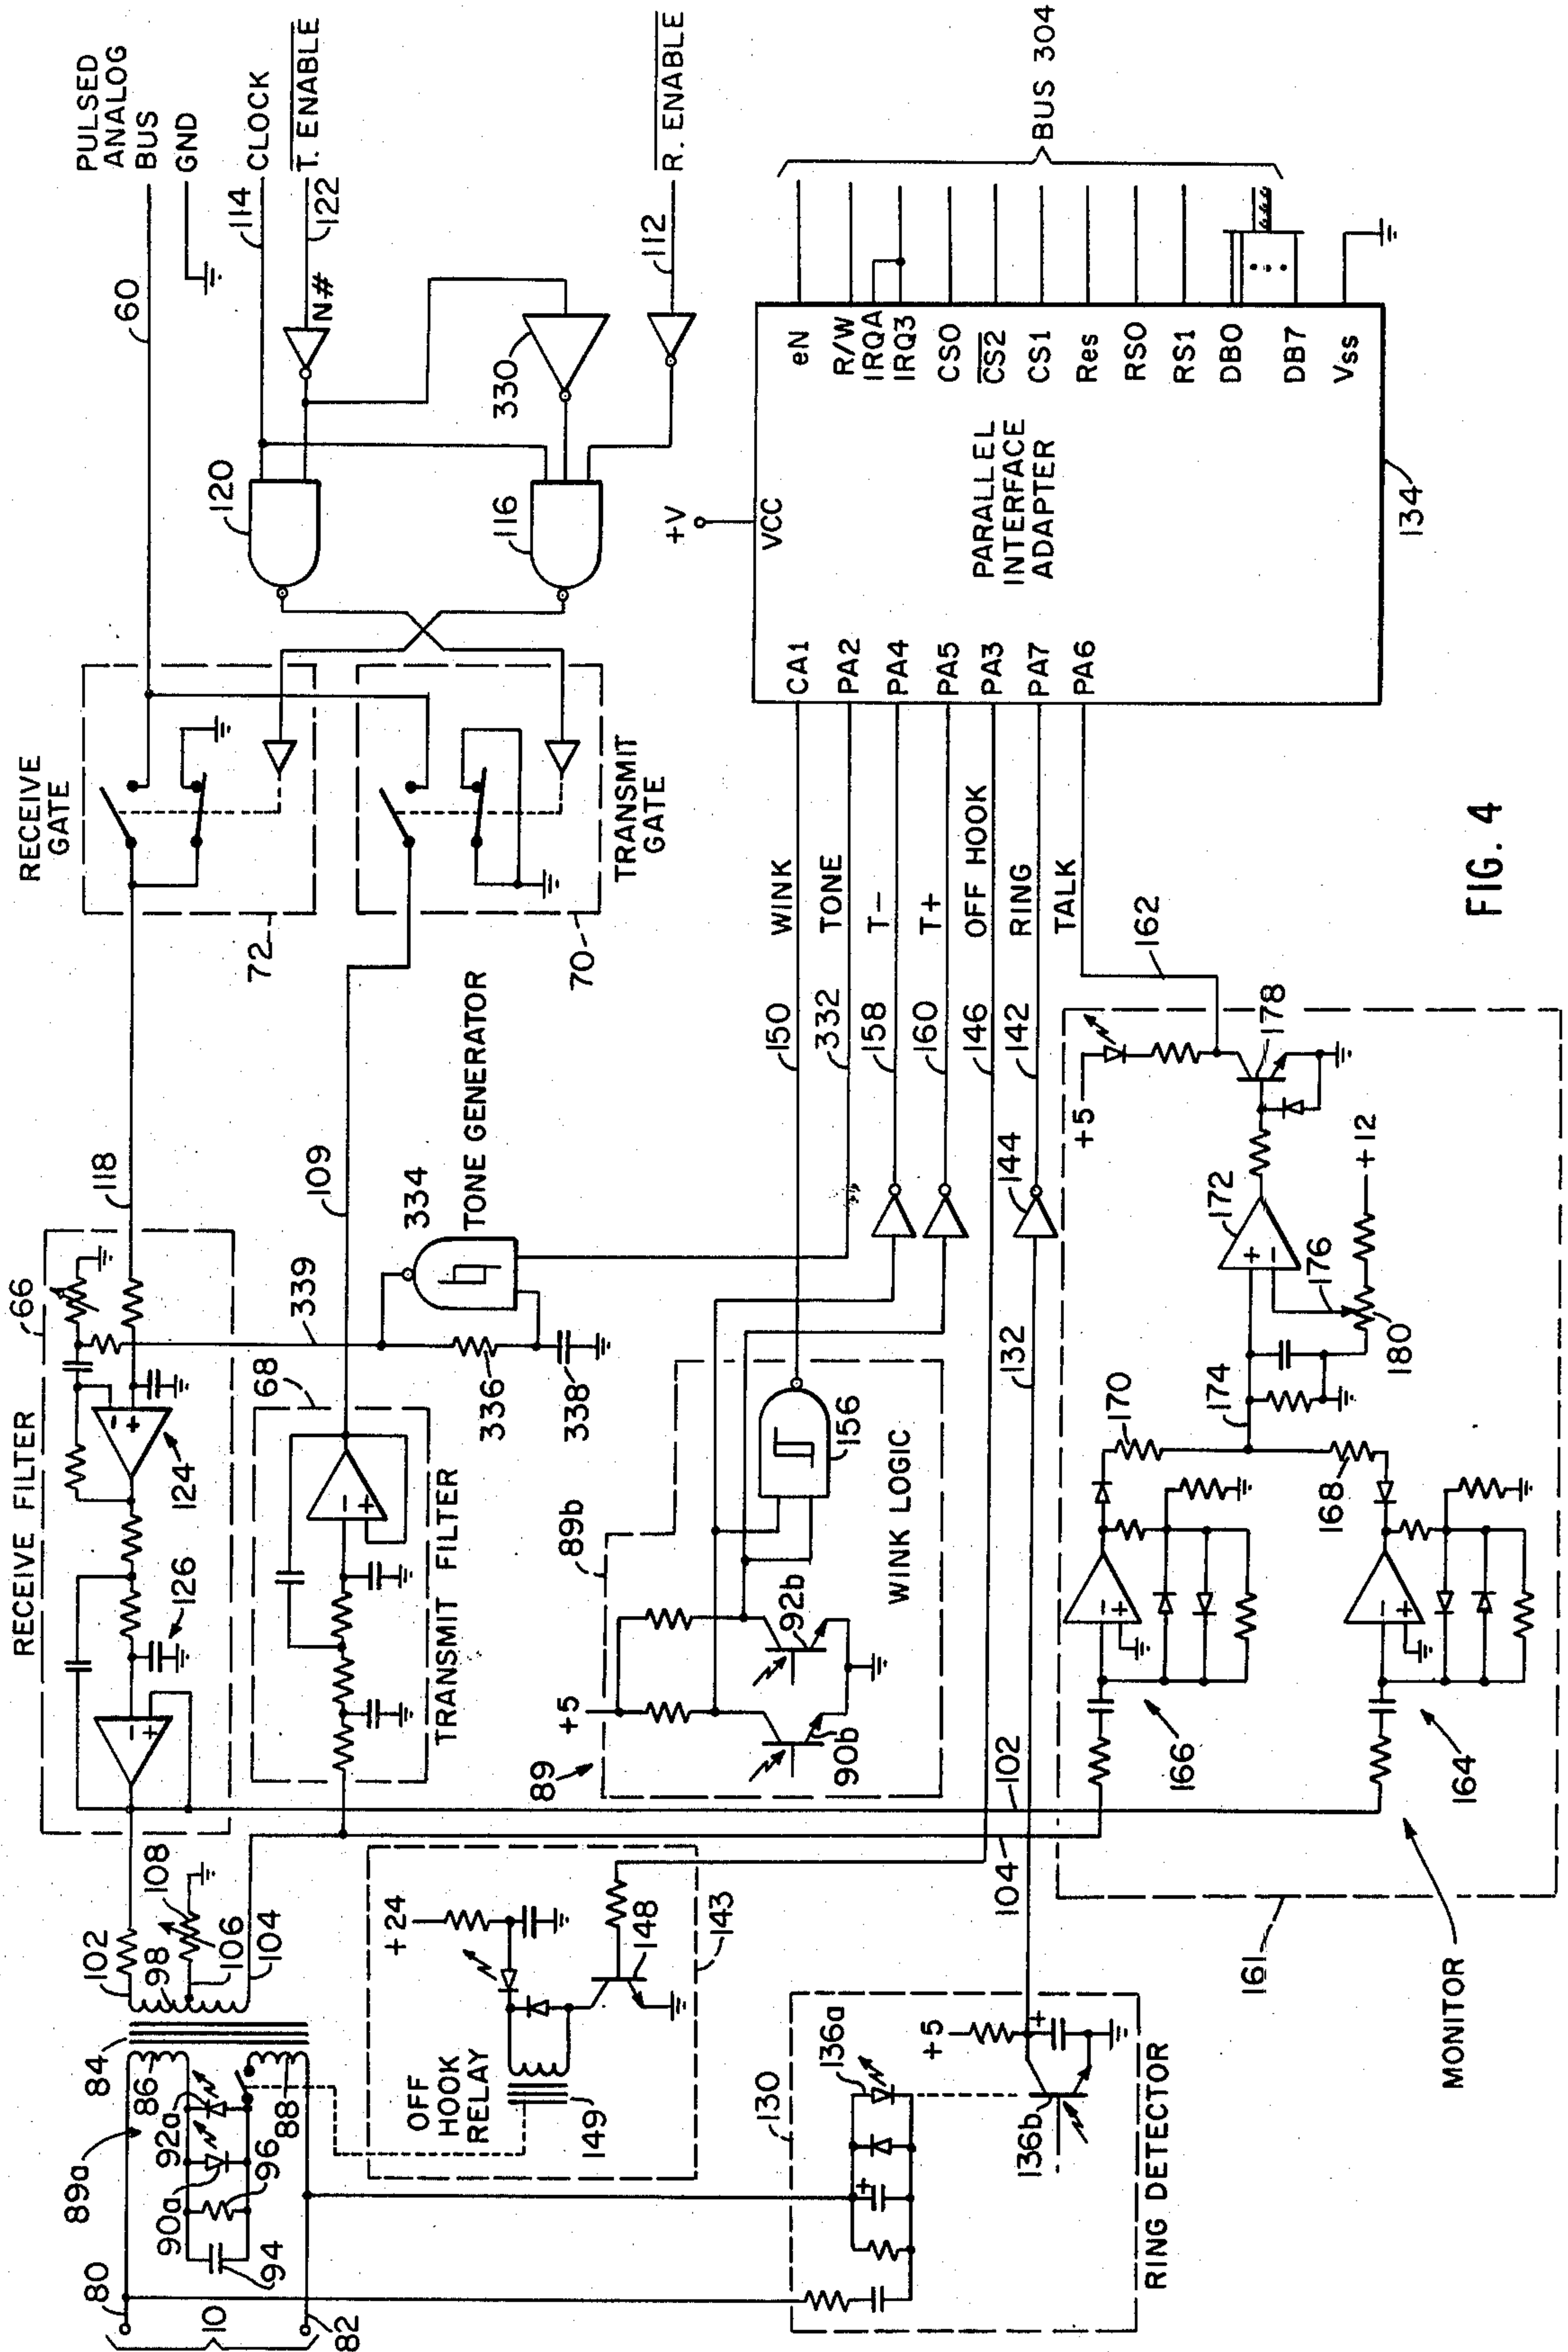 PULSED
ANALOG
BUS
60
GND
CLOCK
114
T. ENABLE
122
N#
R. ENABLE
112
330
120
116
RECEIVE
GATE
72
TRANSMIT
GATE
70
118
109
RECEIVE FILTER
66
124
126
339
334
TONE GENERATOR
336
338
68
TRANSMIT FILTER
102
108
106
104
98
84
86
88
89a
92a
90a
96
94
80
10
82
+24
148
143
OFF
HOOK
RELAY
149
89
89b
+5
90b
92b
156
WINK LOGIC
150
WINK
332
TONE
158
T-
160
T+
146
OFF HOOK
142
RING
TALK
162
144
132
102
104
+V
VCC
CA1
PA2
PA4
PA5
PA3
PA7
PA6
PARALLEL
INTERFACE
ADAPTER
eN
R/W
IRQA
IRQ3
CS0
CS2
CS1
Res
RS0
RS1
DB0
DB7
Vss
BUS 304
134
130
136a
+5
136b
RING DETECTOR
161
MONITOR
166
164
170
168
174
172
176
180
+12
+5
178
FIG. 4